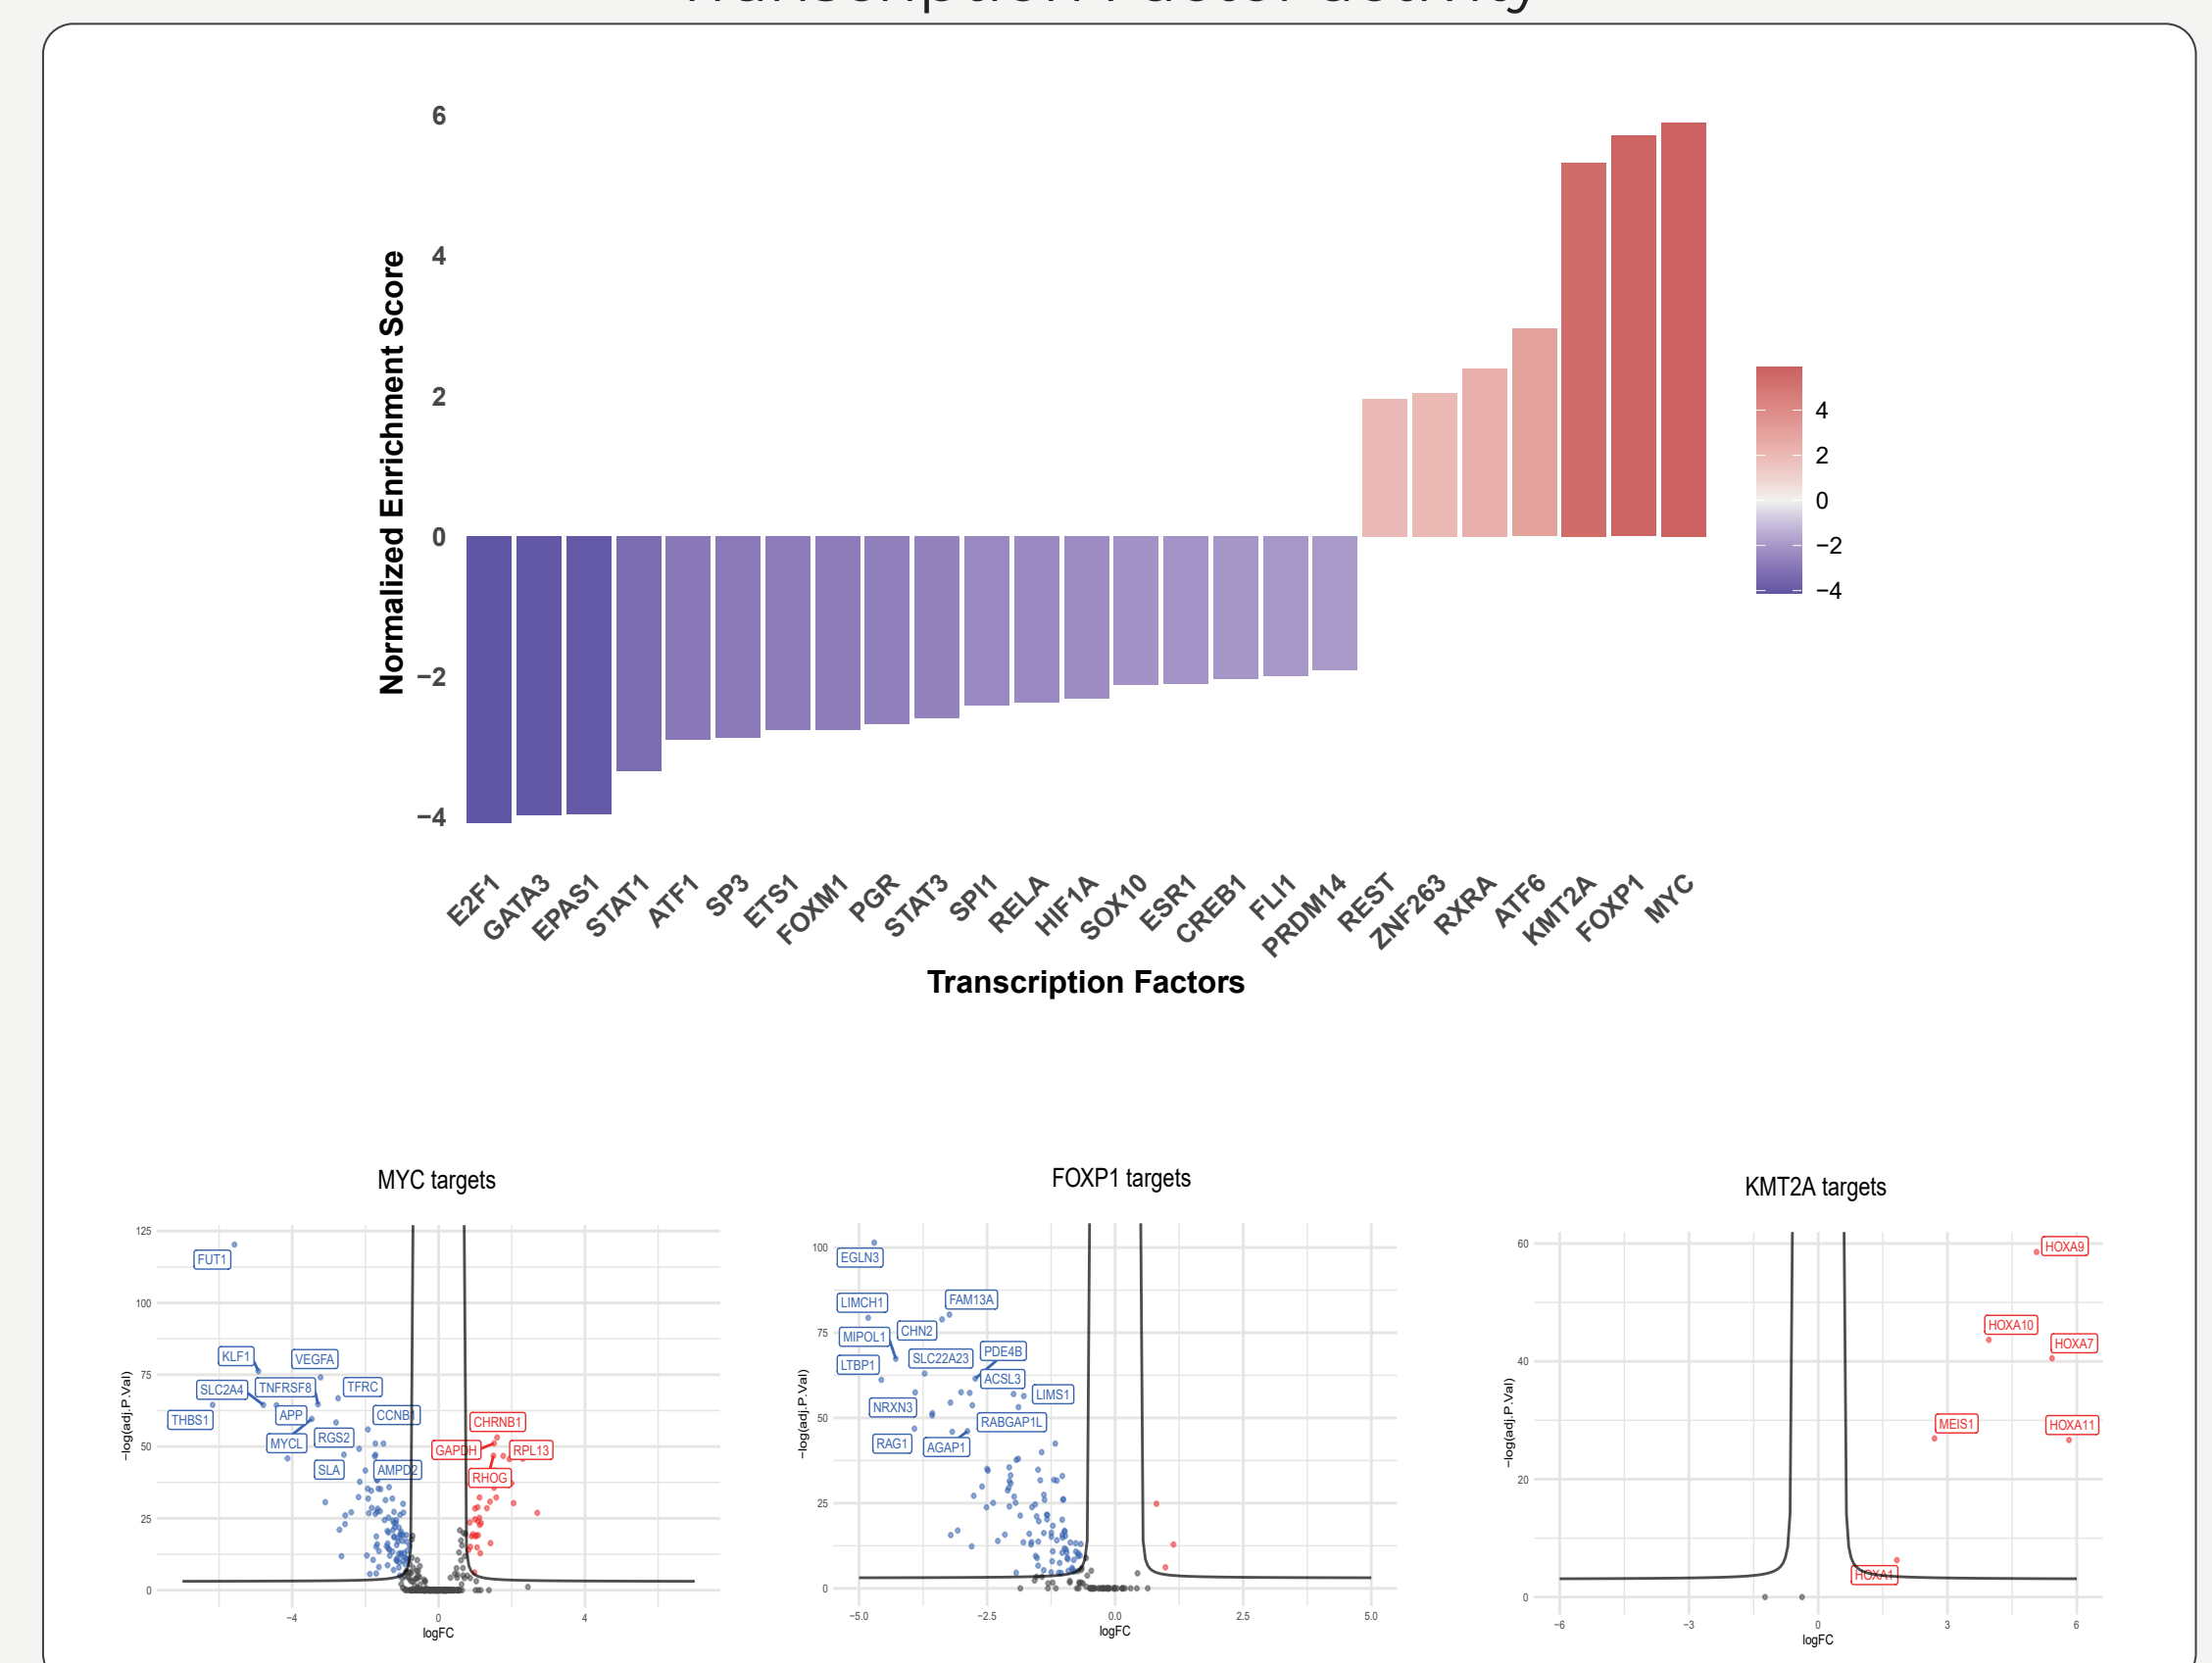 Transcription Factor activity
6
4
2
0
−2
−4
Normalized Enrichment Score
E2F1
GATA3
EPAS1
STAT1
ATF1
SP3
ETS1
FOXM1
PGR
STAT3
SPI1
RELA
HIF1A
SOX10
ESR1
CREB1
FLI1
PRDM14
REST
ZNF263
RXRA
ATF6
KMT2A
FOXP1
MYC
Transcription Factors
4
2
0
−2
−4
MYC targets
125
100
75
50
25
0
−log(adj.P.Val)
FUT1
KLF1
VEGFA
SLC2A4
TNFRSF8
TFRC
THBS1
APP
CCNB1
MYCL
RGS2
SLA
AMPD2
CHRNB1
GAPDH
RPL13
RHOG
−4
0
4
logFC
FOXP1 targets
100
75
50
25
0
−log(adj.P.Val)
EGLN3
LIMCH1
FAM13A
MIPOL1
CHN2
LTBP1
SLC22A23
PDE4B
ACSL3
NRXN3
LIMS1
RABGAP1L
RAG1
AGAP1
−5.0
−2.5
0.0
2.5
5.0
logFC
KMT2A targets
60
40
20
0
−log(adj.P.Val)
HOXA9
HOXA10
HOXA7
MEIS1
HOXA11
HOXA1
−6
−3
0
3
6
logFC